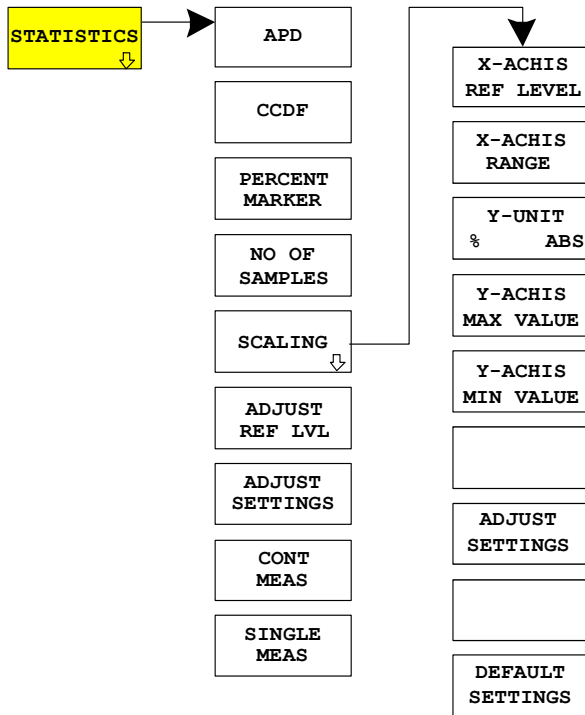 STATISTICS
APD
CCDF
PERCENT
MARKER
NO OF
SAMPLES
SCALING
ADJUST
REF LVL
ADJUST
SETTINGS
CONT
MEAS
SINGLE
MEAS
X-ACHIS
REF LEVEL
X-ACHIS
RANGE
Y-UNIT
% ABS
Y-ACHIS
MAX VALUE
Y-ACHIS
MIN VALUE
ADJUST
SETTINGS
DEFAULT
SETTINGS